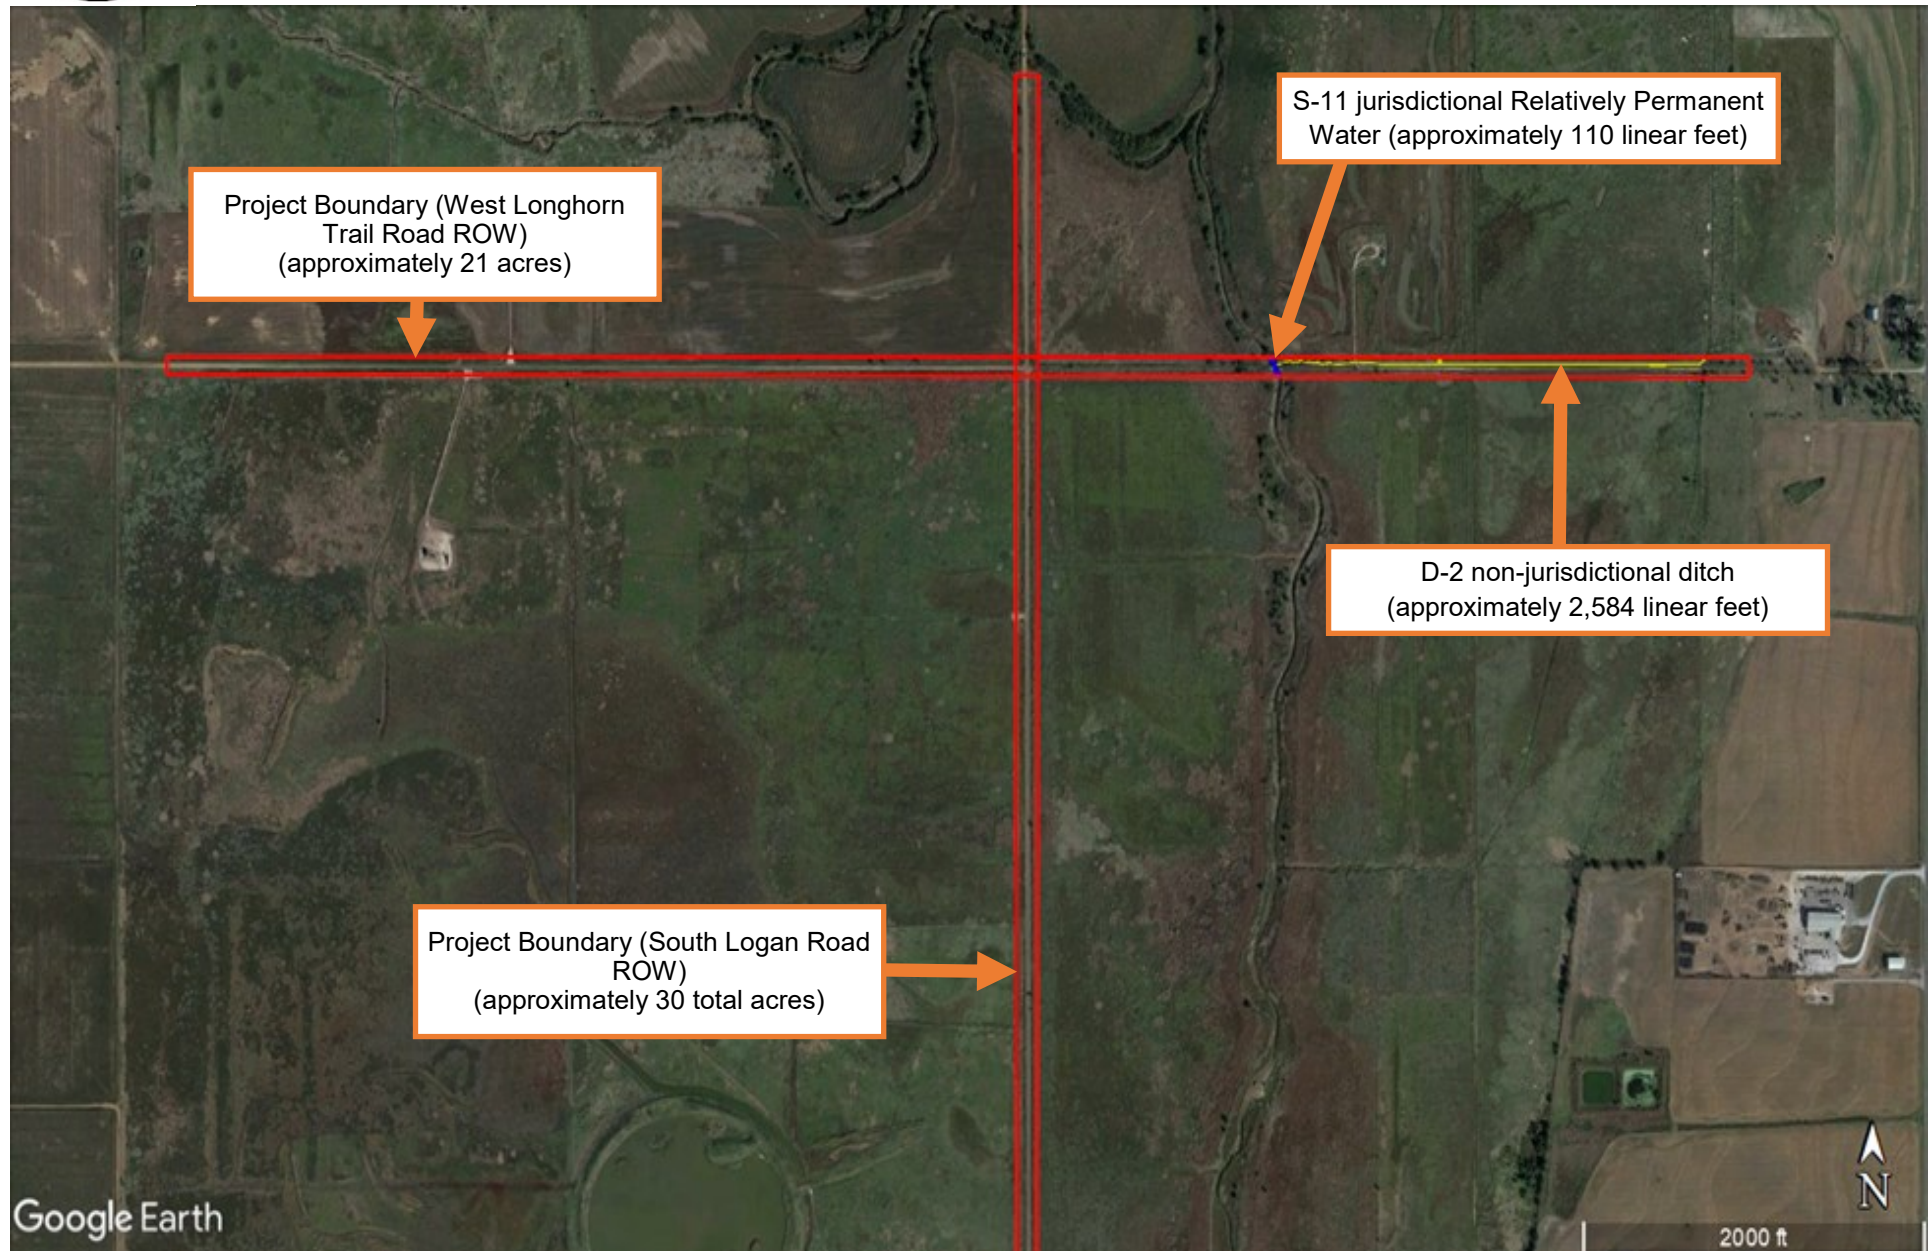 S-11 jurisdictional Relatively Permanent
Water (approximately 110 linear feet)
Project Boundary (West Longhorn
Trail Road ROW)
(approximately 21 acres)
D-2 non-jurisdictional ditch
(approximately 2,584 linear feet)
Project Boundary (South Logan Road
ROW)
(approximately 30 total acres)
N
Google Earth
2000 ft